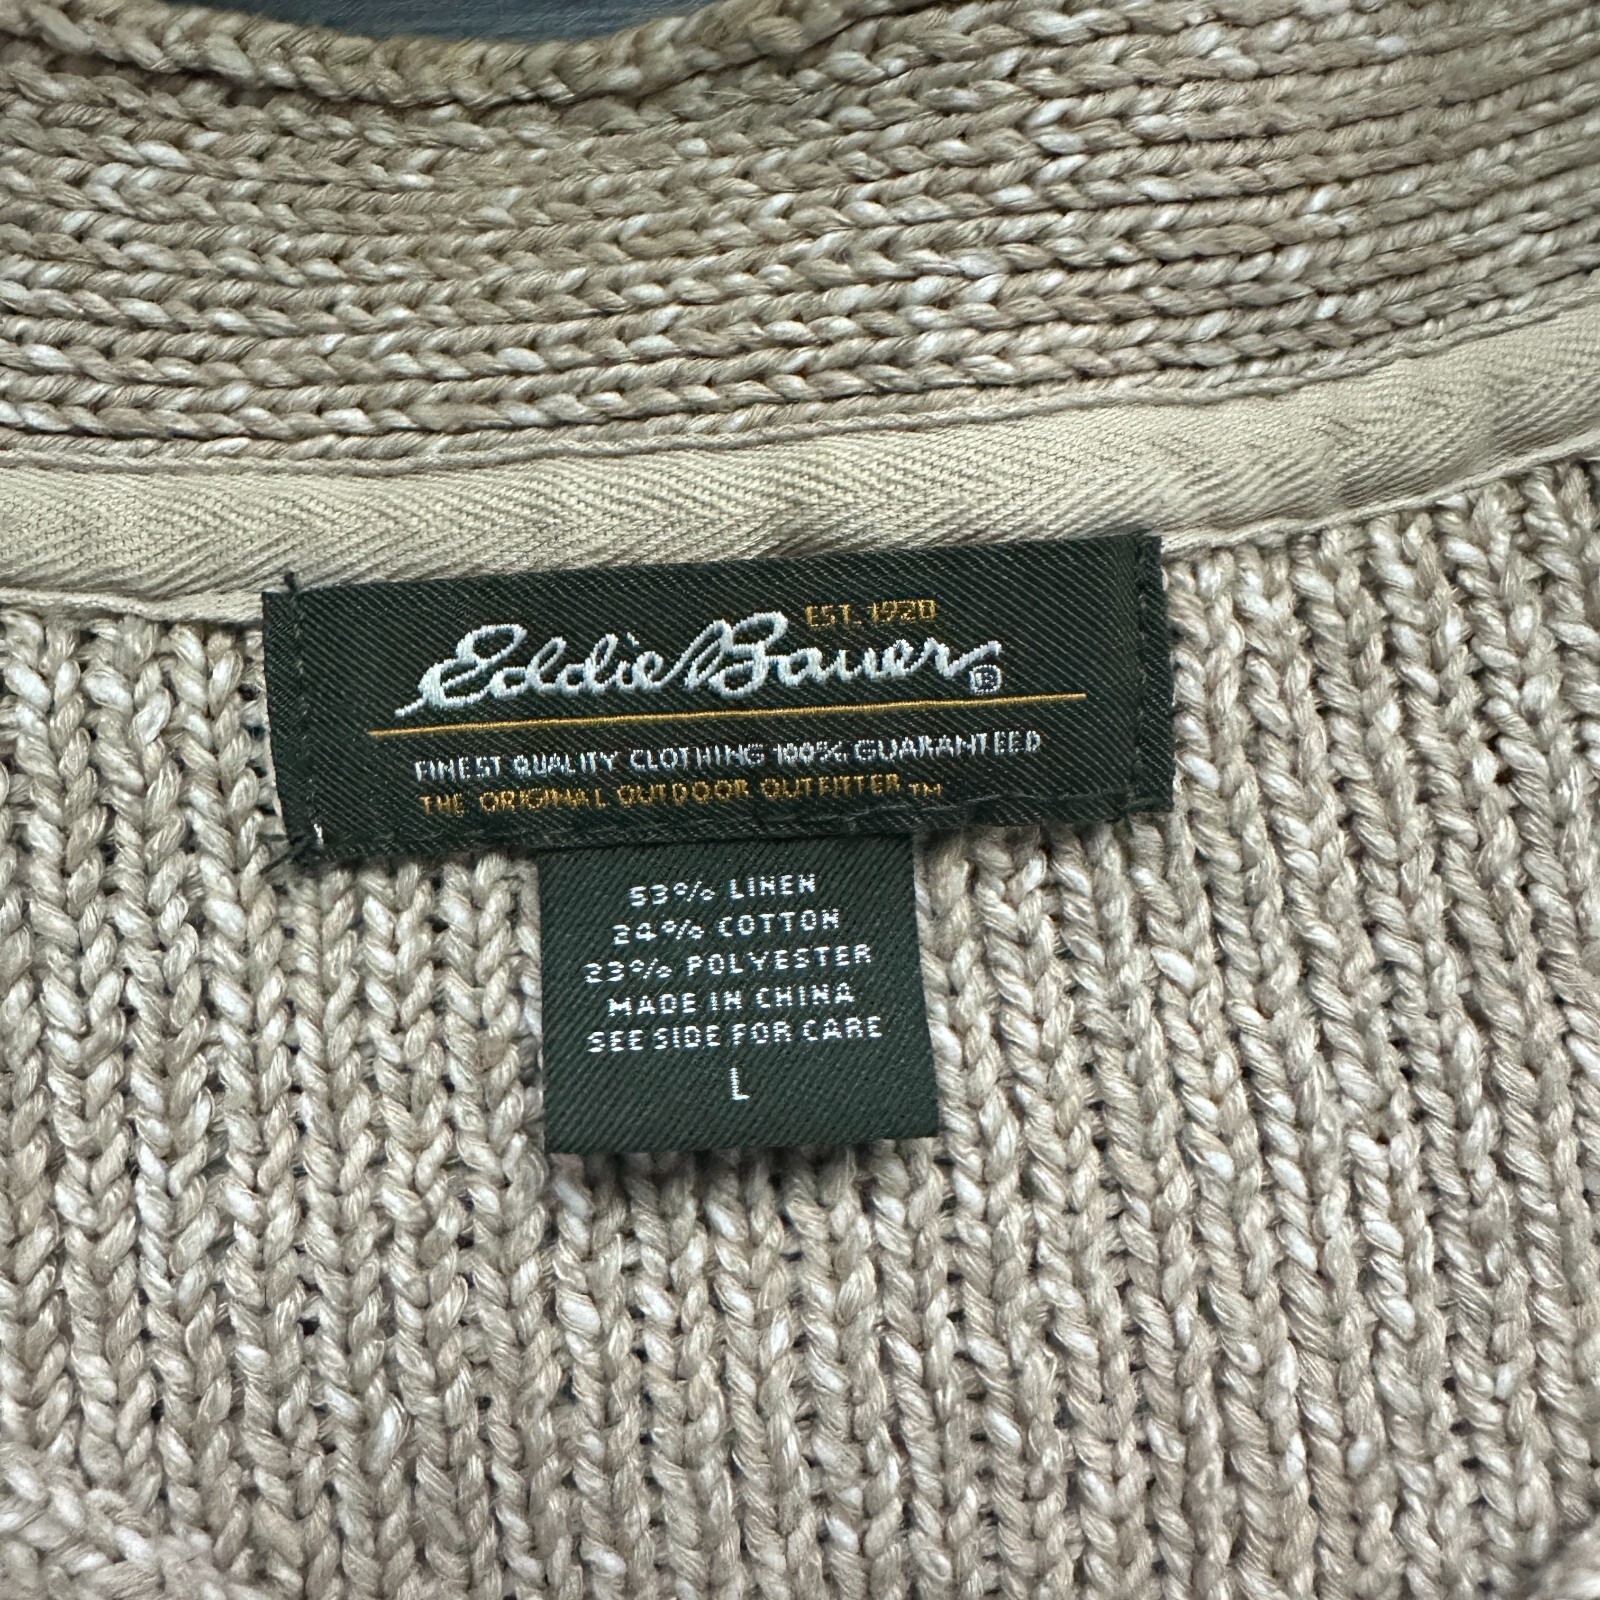 EST. 1920
Eddie Bauer ®
FINEST QUALITY CLOTHING 100% GUARANTEED
THE ORIGINAL OUTDOOR OUTFITTER ™
53% LINEN
24% COTTON
23% POLYESTER
MADE IN CHINA
SEE SIDE FOR CARE
L